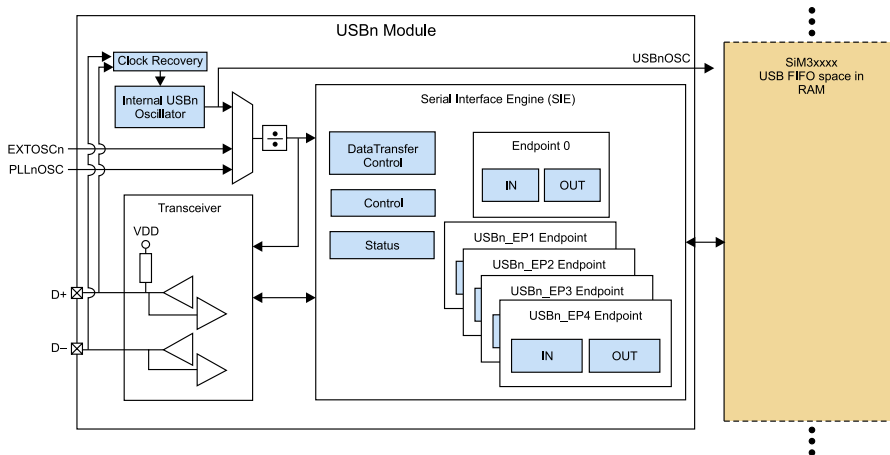 USBn Module
Clock Recovery
USBnOSC
SiM3xxxx
USB FIFO space in
RAM
Internal USBn
Oscillator
Serial Interface Engine (SIE)
÷
EXTOSCn
PLLnOSC
DataTransfer
Control
Endpoint 0
IN
OUT
Transceiver
Control
VDD
Status
USBn_EP1 Endpoint
USBn_EP2 Endpoint
USBn_EP3 Endpoint
USBn_EP4 Endpoint
D+
D–
IN
OUT